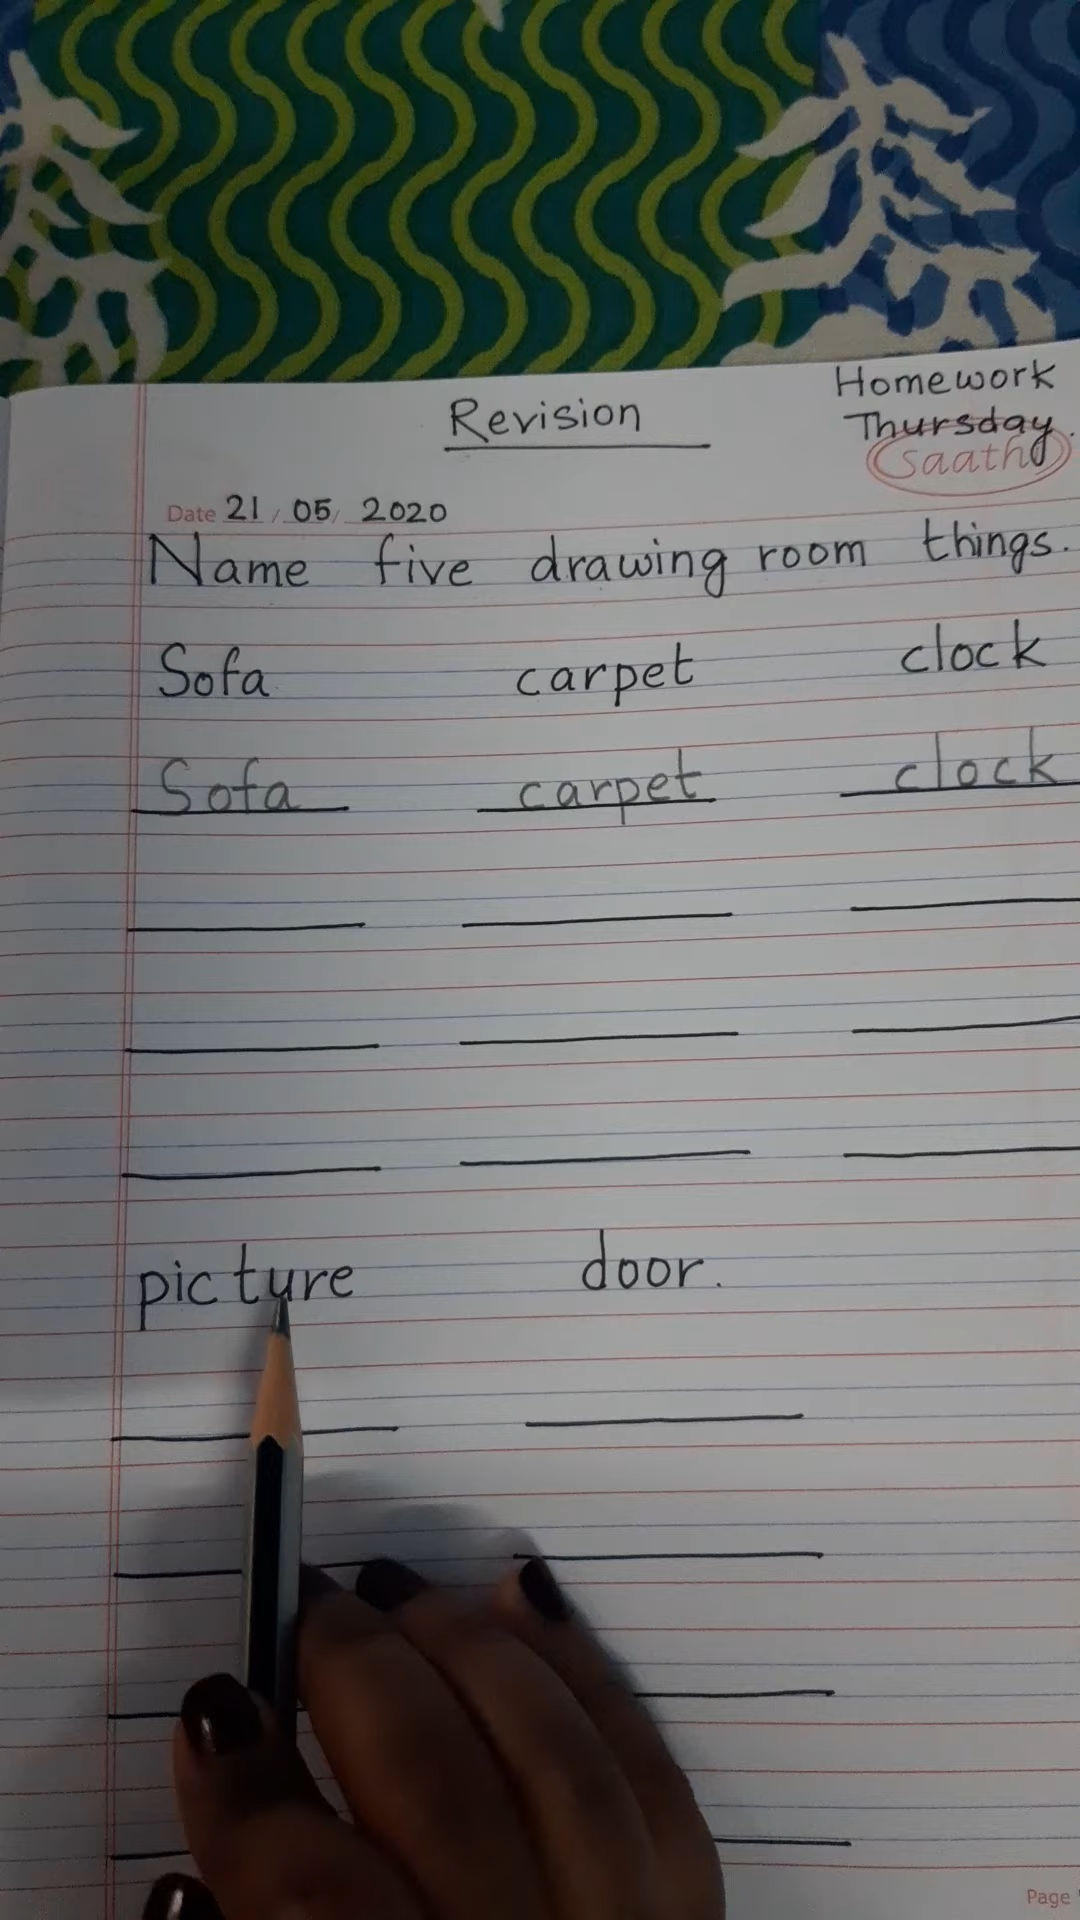 Homework
Revision
Thursday.
saath
Date 21/05/2020
Name five drawing room things.
Sofa carpet clock
Sofa carpet clock
picture door.
Page